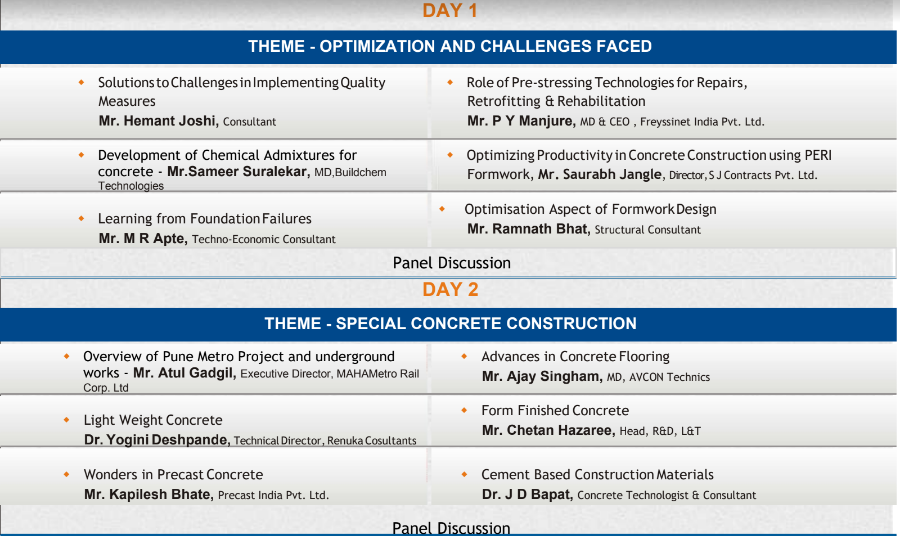 DAY 1
THEME - OPTIMIZATION AND CHALLENGES FACED
Solutions to Challenges in Implementing Quality
Measures
Mr. Hemant Joshi, Consultant
Role of Pre-stressing Technologies for Repairs,
Retrofitting & Rehabilitation
Mr. P Y Manjure, MD & CEO , Freyssinet India Pvt. Ltd.
Development of Chemical Admixtures for
concrete - Mr.Sameer Suralekar, MD,Buildchem
Technologies
Optimizing Productivity in Concrete Construction using PERI
Formwork, Mr. Saurabh Jangle, Director, S J Contracts Pvt. Ltd.
Learning from Foundation Failures
Mr. M R Apte, Techno-Economic Consultant
Optimisation Aspect of Formwork Design
Mr. Ramnath Bhat, Structural Consultant
Panel Discussion
DAY 2
THEME - SPECIAL CONCRETE CONSTRUCTION
Overview of Pune Metro Project and underground
works - Mr. Atul Gadgil, Executive Director, MAHAMetro Rail
Corp. Ltd
Advances in Concrete Flooring
Mr. Ajay Singham, MD, AVCON Technics
Light Weight Concrete
Dr. Yogini Deshpande, Technical Director, Renuka Cosultants
Form Finished Concrete
Mr. Chetan Hazaree, Head, R&D, L&T
Wonders in Precast Concrete
Mr. Kapilesh Bhate, Precast India Pvt. Ltd.
Cement Based Construction Materials
Dr. J D Bapat, Concrete Technologist & Consultant
Panel Discussion